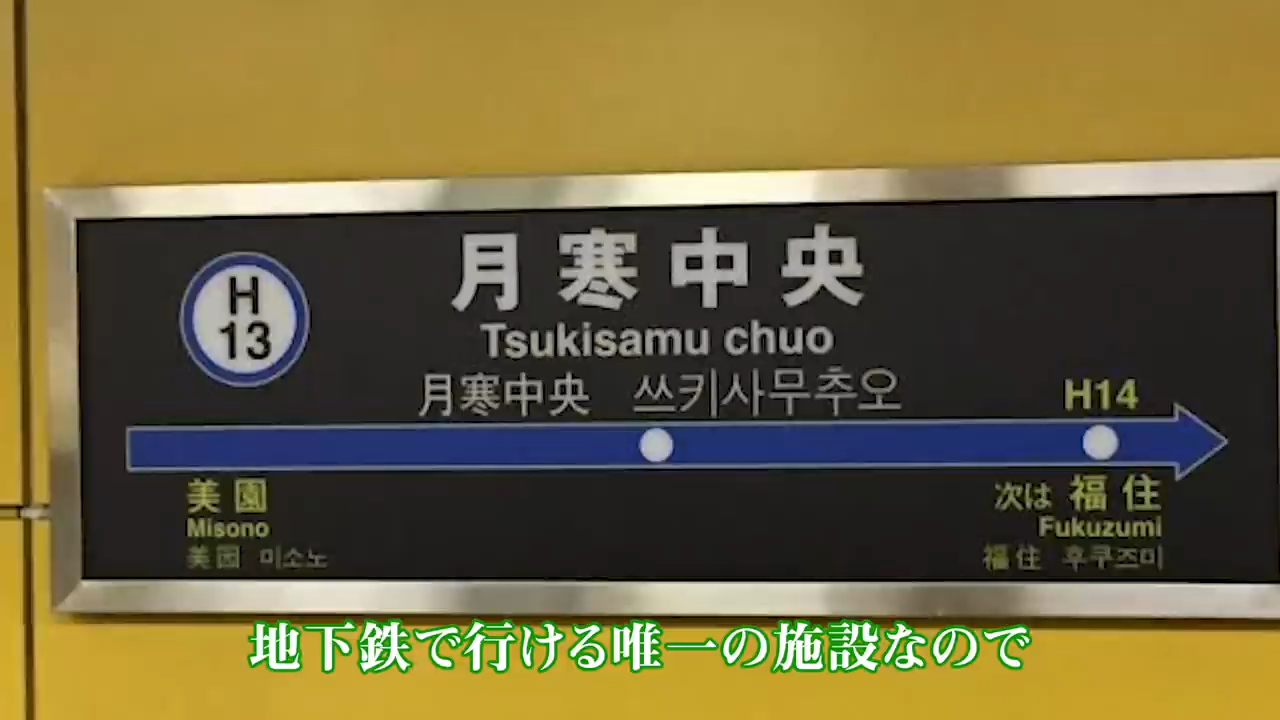 H
13
月寒中央
Tsukisamu chuo
月寒中央 쓰키사무추오
H14
美園
Misono
美园 미소노
次は 福住
Fukuzumi
福住 후쿠즈미
地下鉄で行ける唯一の施設なので